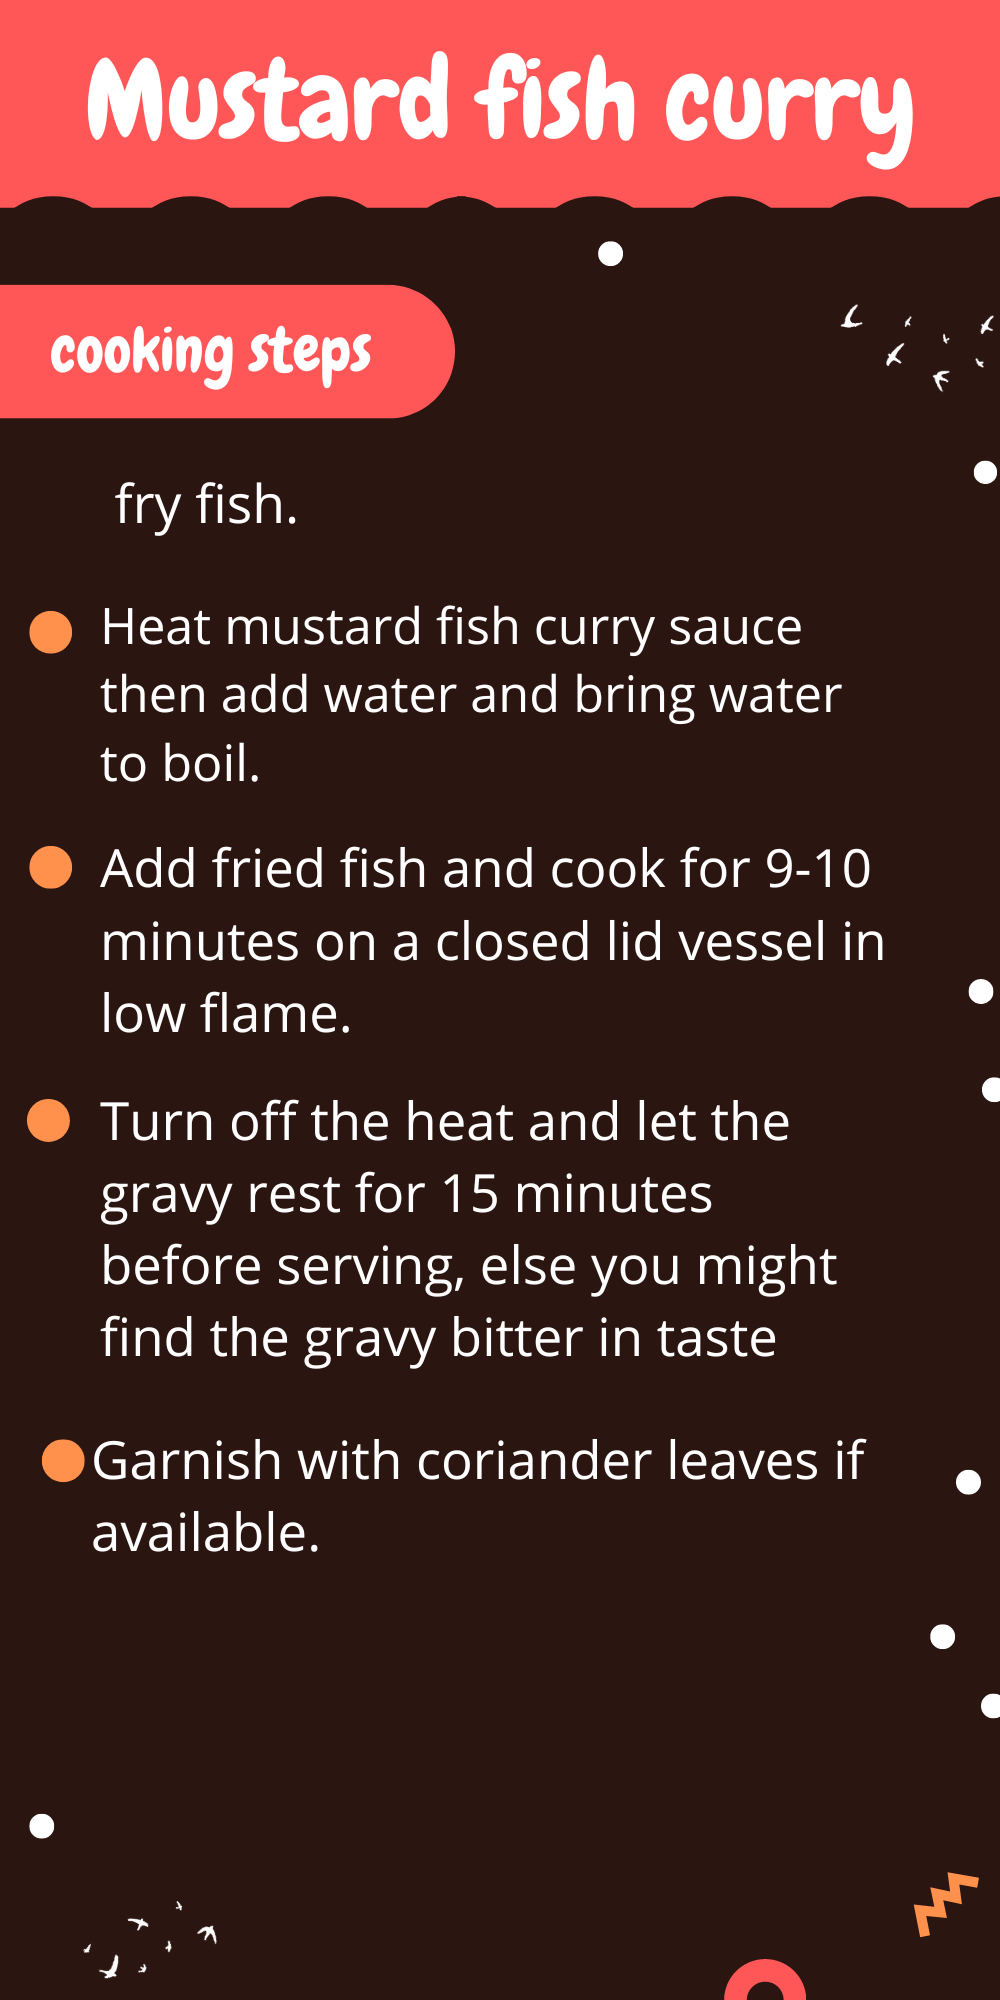 Mustard fish curry
cooking steps
fry fish.
Heat mustard fish curry sauce
then add water and bring water
to boil.
Add fried fish and cook for 9-10
minutes on a closed lid vessel in
low flame.
Turn off the heat and let the
gravy rest for 15 minutes
before serving, else you might
find the gravy bitter in taste
Garnish with coriander leaves if
available.